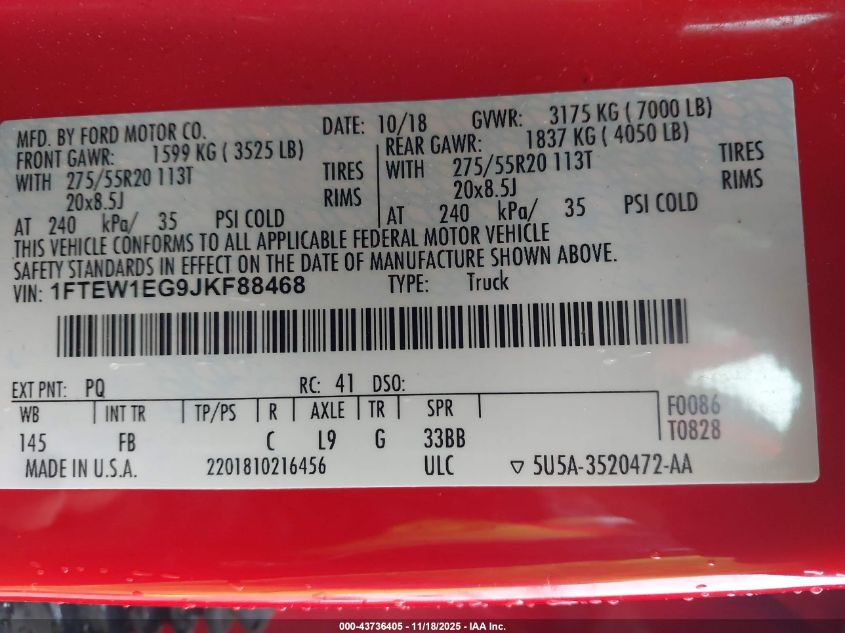 MFD. BY FORD MOTOR CO. DATE: 10/18 GVWR: 3175 KG ( 7000 LB)
FRONT GAWR: 1599 KG ( 3525 LB) REAR GAWR: 1837 KG ( 4050 LB)
WITH 275/55R20 113T TIRES WITH 275/55R20 113T TIRES
20x8.5J RIMS 20x8.5J RIMS
AT 240 kPa/ 35 PSI COLD AT 240 kPa/ 35 PSI COLD
THIS VEHICLE CONFORMS TO ALL APPLICABLE FEDERAL MOTOR VEHICLE
SAFETY STANDARDS IN EFFECT ON THE DATE OF MANUFACTURE SHOWN ABOVE.
VIN: 1FTEW1EG9JKF88468 TYPE: Truck
EXT PNT: PQ RC: 41 DSO:
WB INT TR TP/PS R AXLE TR SPR F0086
145 FB C L9 G 33BB T0828
MADE IN U.S.A. 2201810216456 ULC ▽ 5U5A-3520472-AA
000-43736405 - 11/18/2025 - IAA Inc.